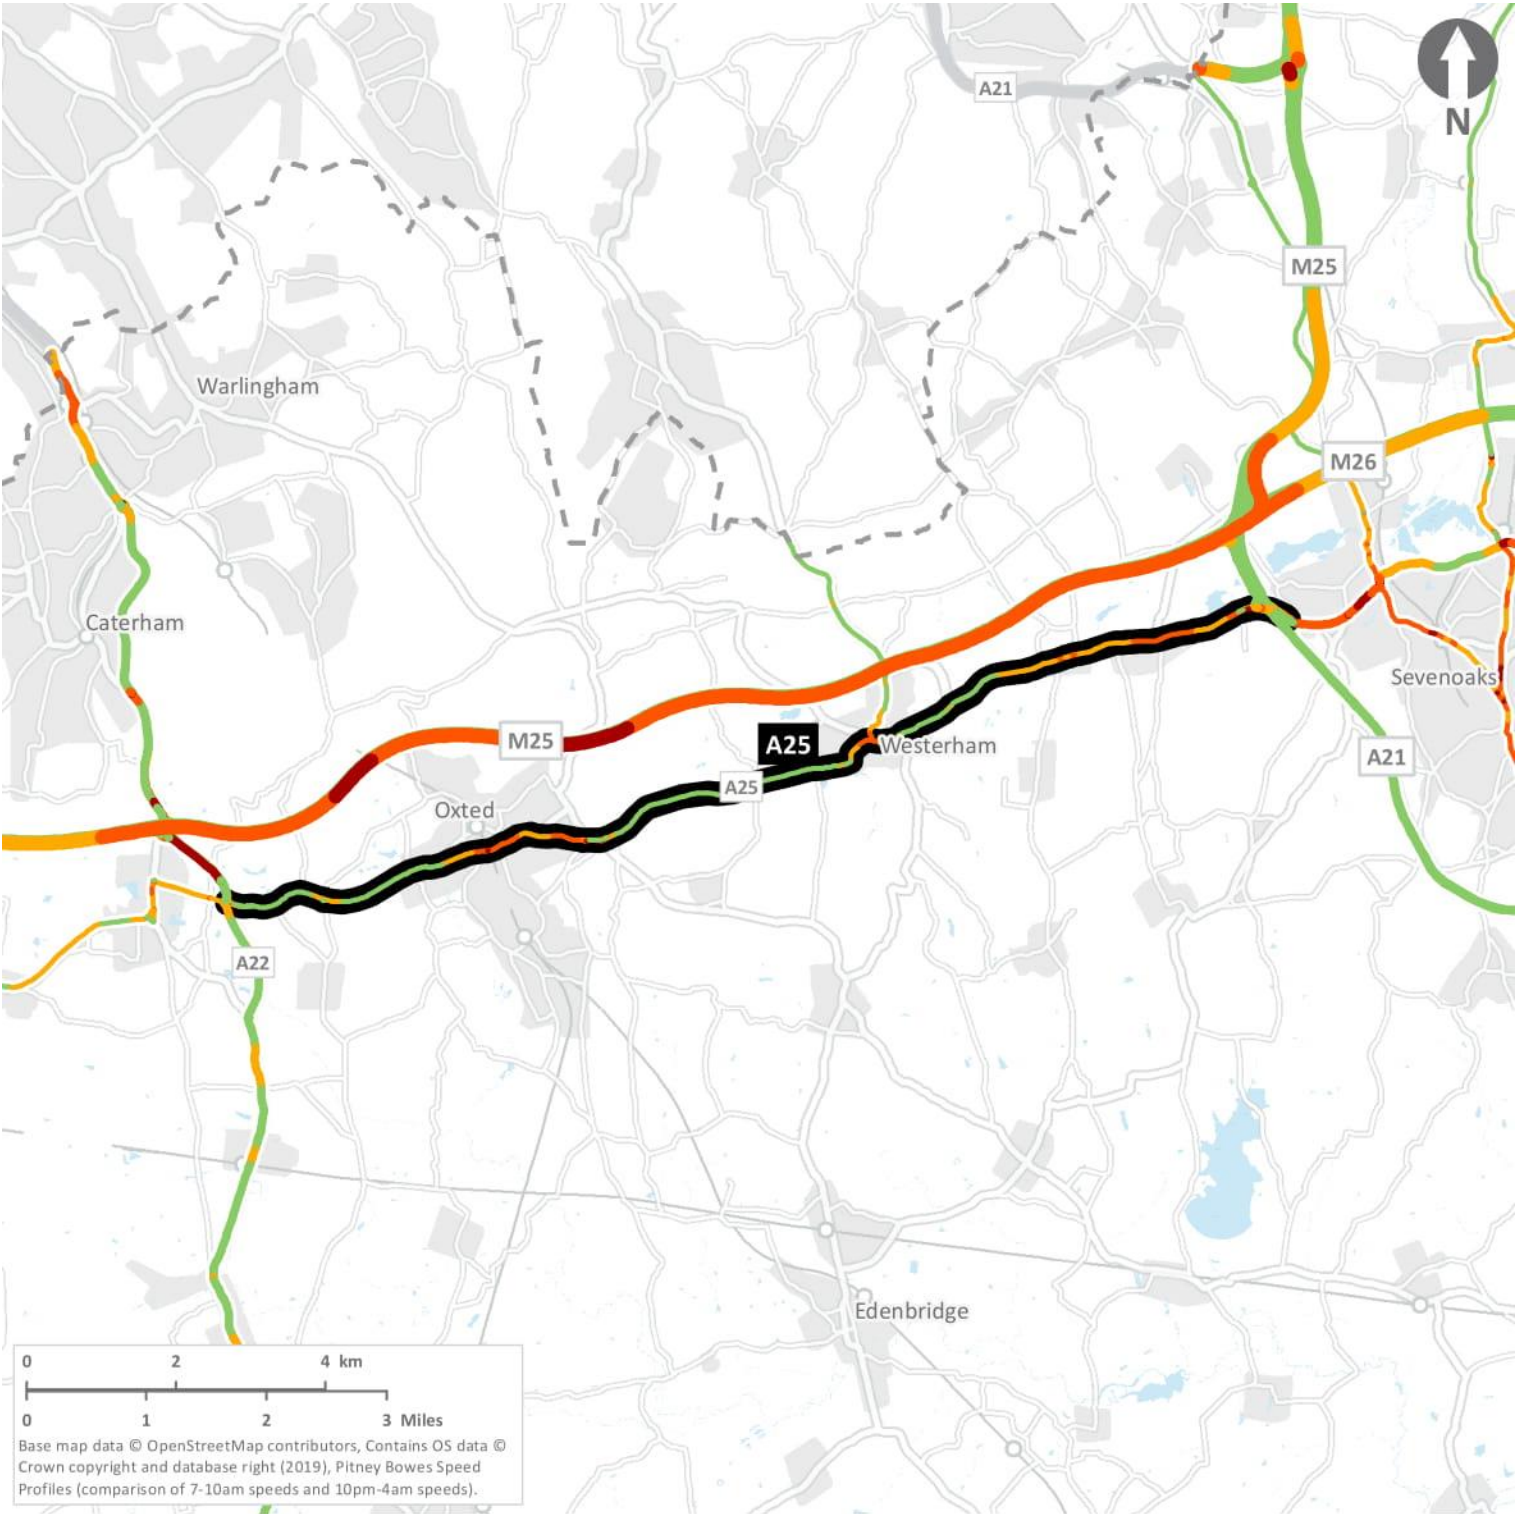 A21
N
M25
Warlingham
M26
Caterham
Sevenoaks
M25
A25
Westerham
A21
A25
Oxted
A22
Edenbridge
0 2 4 km
0 1 2 3 Miles
Base map data © OpenStreetMap contributors, Contains OS data ©
Crown copyright and database right (2019), Pitney Bowes Speed
Profiles (comparison of 7-10am speeds and 10pm-4am speeds).